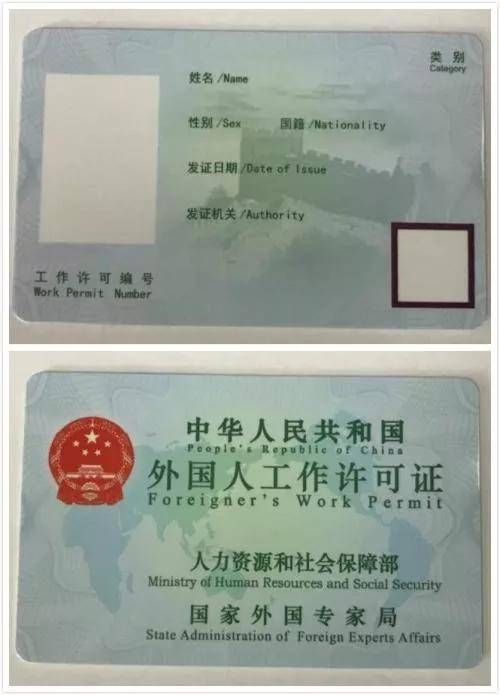 类别
Category
姓名/Name
性别/Sex 国籍/Nationality
发证日期/Date of Issue
发证机关/Authority
工作许可编号
Work Permit Number
中华人民共和国
People's Republic of China
外国人工作许可证
Foreigner's Work Permit
人力资源和社会保障部
Ministry of Human Resources and Social Security
国家外国专家局
State Administration of Foreign Experts Affairs